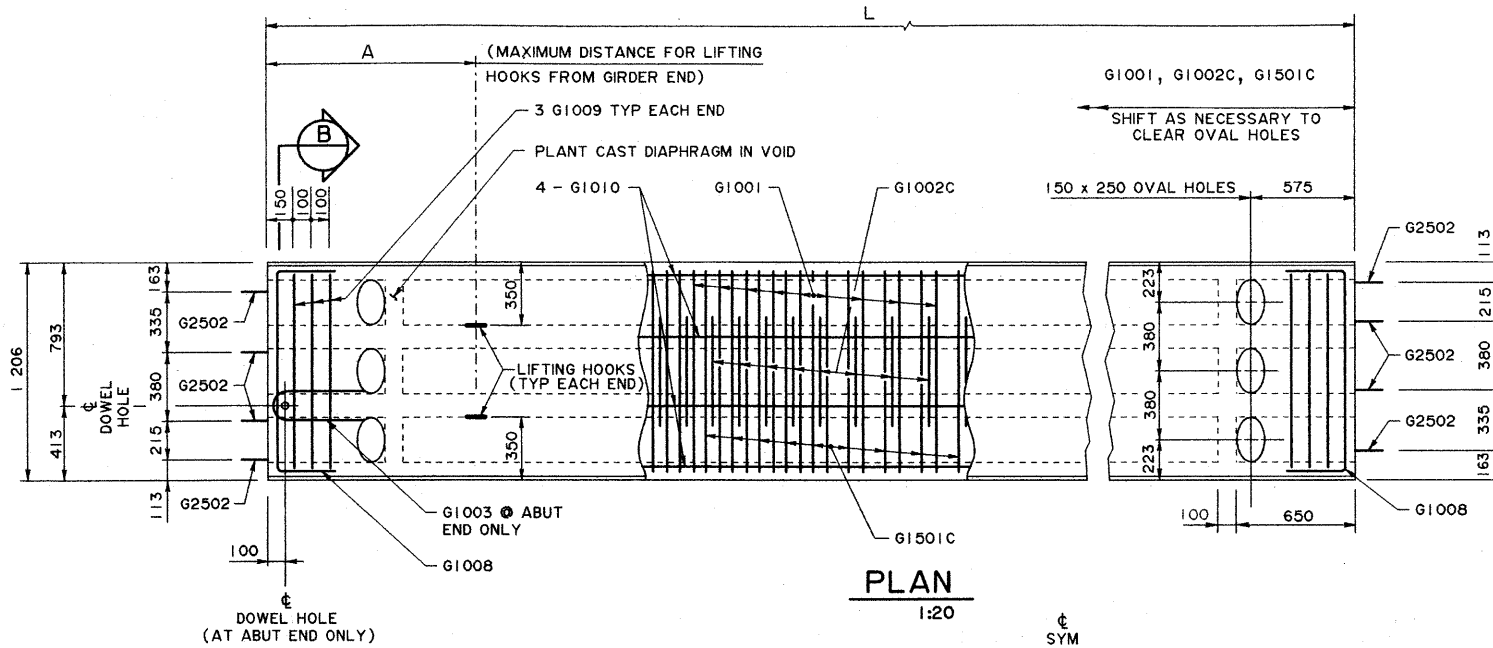 L
A
(MAXIMUM DISTANCE FOR LIFTING
HOOKS FROM GIRDER END)
G1001, G1002C, G1501C
SHIFT AS NECESSARY TO
CLEAR OVAL HOLES
3 G1009 TYP EACH END
B
PLANT CAST DIAPHRAGM IN VOID
4 - G1010
G1001
G1002C
150 x 250 OVAL HOLES
575
150
100
100
G2502
113
1 206
793
413
℄
DOWEL
HOLE
163
335
380
215
113
G2502
G2502
G2502
350
LIFTING HOOKS
(TYP EACH END)
350
223
380
380
223
215
380
335
163
G2502
G2502
G1003 @ ABUT
END ONLY
100
G1008
G1501C
100
650
G1008
PLAN
1:20
℄
DOWEL HOLE
(AT ABUT END ONLY)
℄
SYM